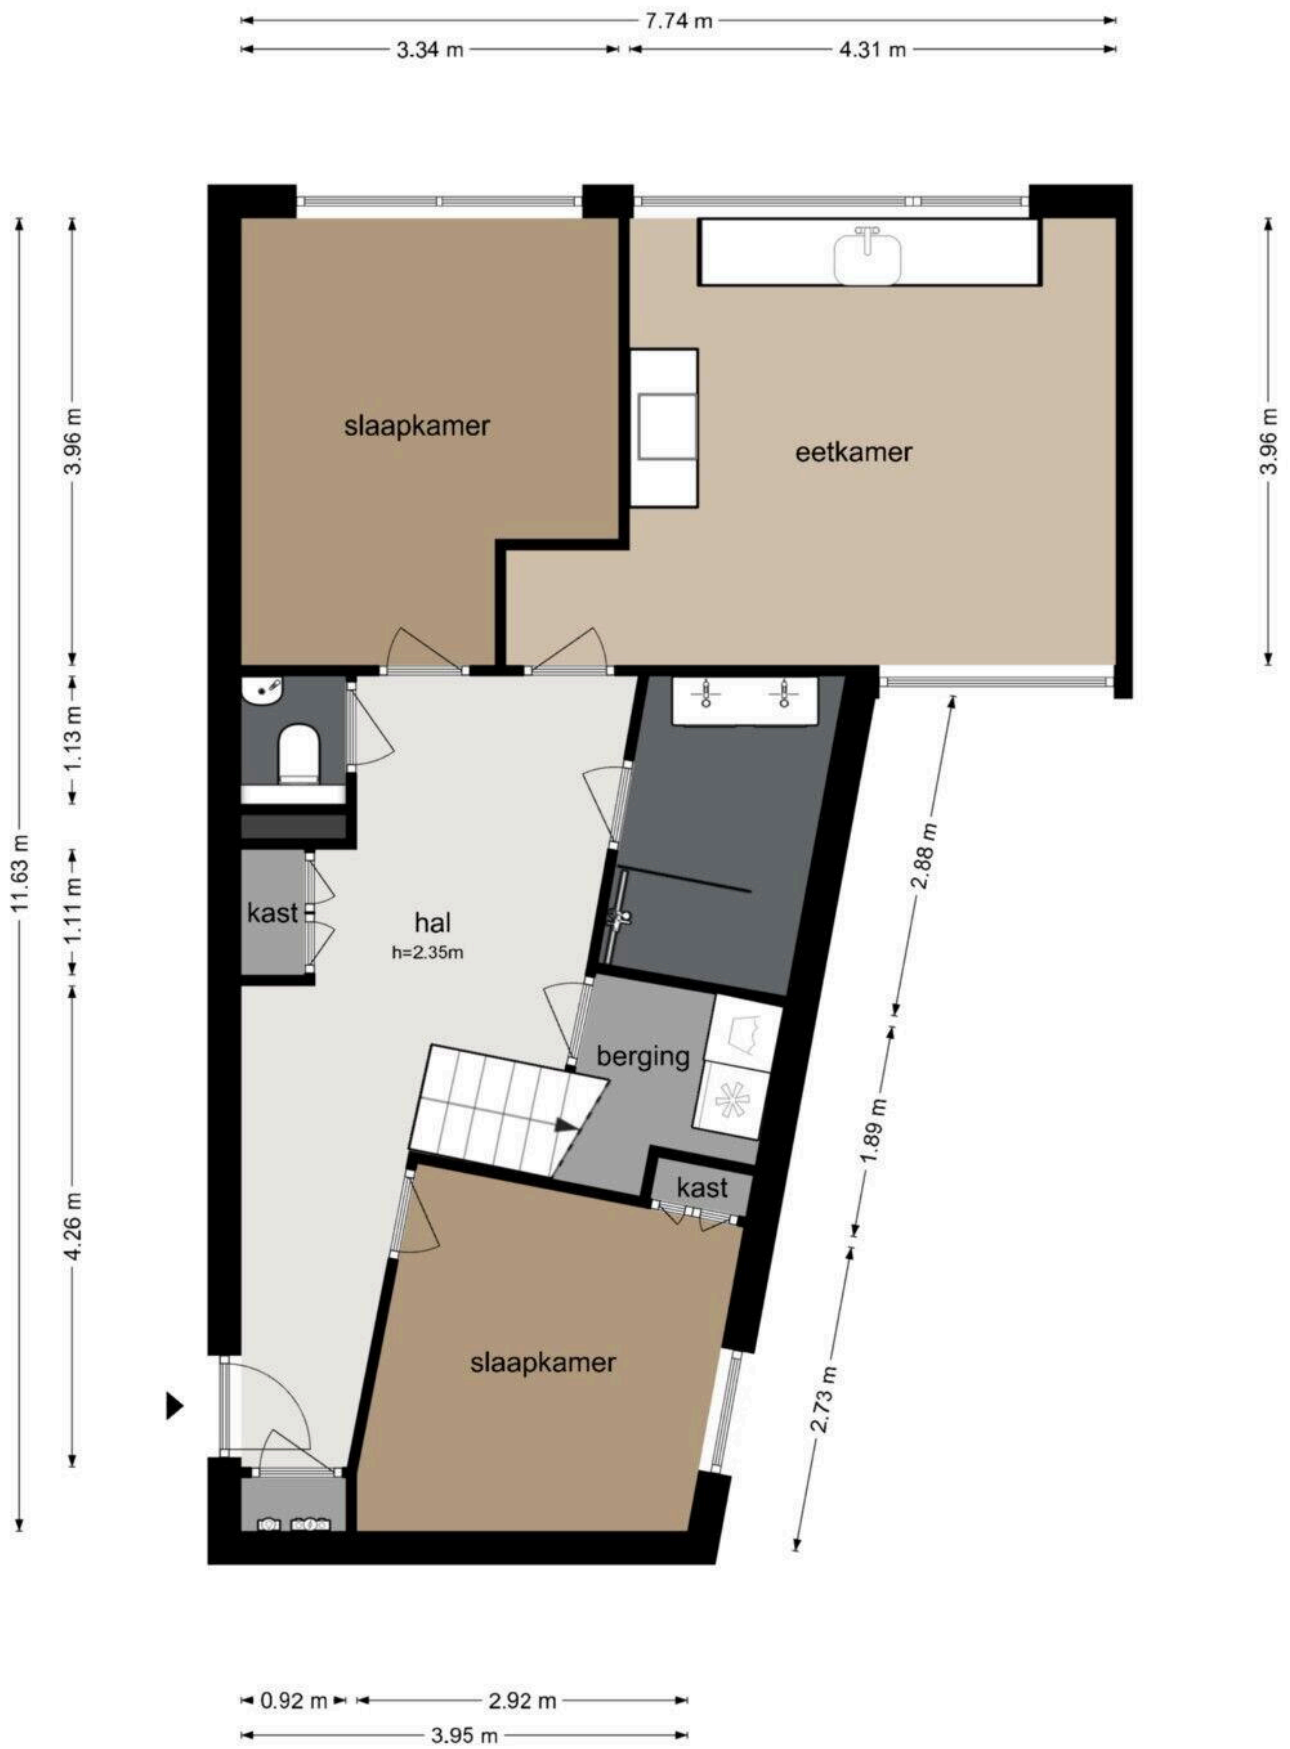 7.74 m
3.34 m
4.31 m
slaapkamer
eetkamer
3.96 m
3.96 m
1.13 m
11.63 m
1.11 m
kast
hal
h=2.35m
2.88 m
berging
1.89 m
kast
4.26 m
slaapkamer
2.73 m
0.92 m
2.92 m
3.95 m